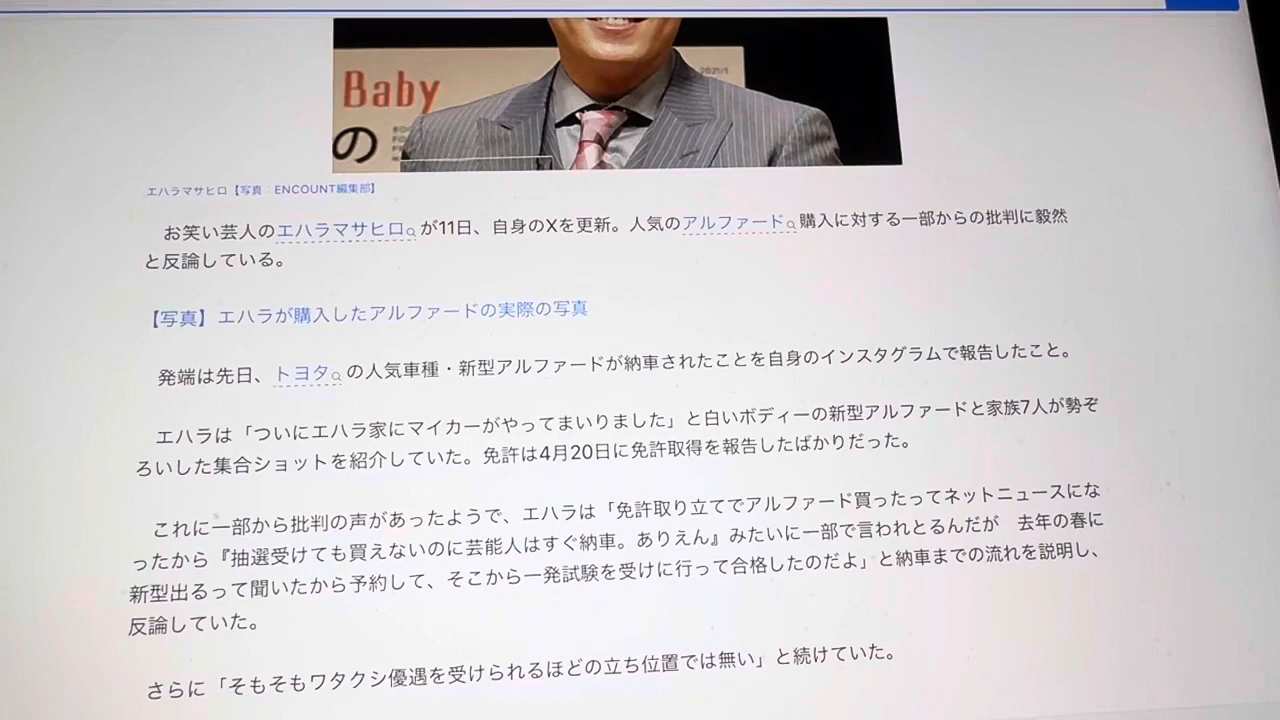 Baby
の
2021/1
エハラマサヒロ【写真：ENCOUNT編集部】
お笑い芸人のエハラマサヒロが11日、自身のXを更新。人気のアルファード購入に対する一部からの批判に毅然
と反論している。
【写真】エハラが購入したアルファードの実際の写真
発端は先日、トヨタの人気車種・新型アルファードが納車されたことを自身のインスタグラムで報告したこと。
エハラは「ついにエハラ家にマイカーがやってまいりました」と白いボディーの新型アルファードと家族7人が勢ぞ
ろいした集合ショットを紹介していた。免許は4月20日に免許取得を報告したばかりだった。
これに一部から批判の声があったようで、エハラは「免許取り立てでアルファード買ったってネットニュースにな
ったから『抽選受けても買えないのに芸能人はすぐ納車。ありえん』みたいに一部で言われとるんだが　去年の春に
新型出るって聞いたから予約して、そこから一発試験を受けに行って合格したのだよ」と納車までの流れを説明し、
反論していた。
さらに「そもそもワタクシ優遇を受けられるほどの立ち位置では無い」と続けていた。